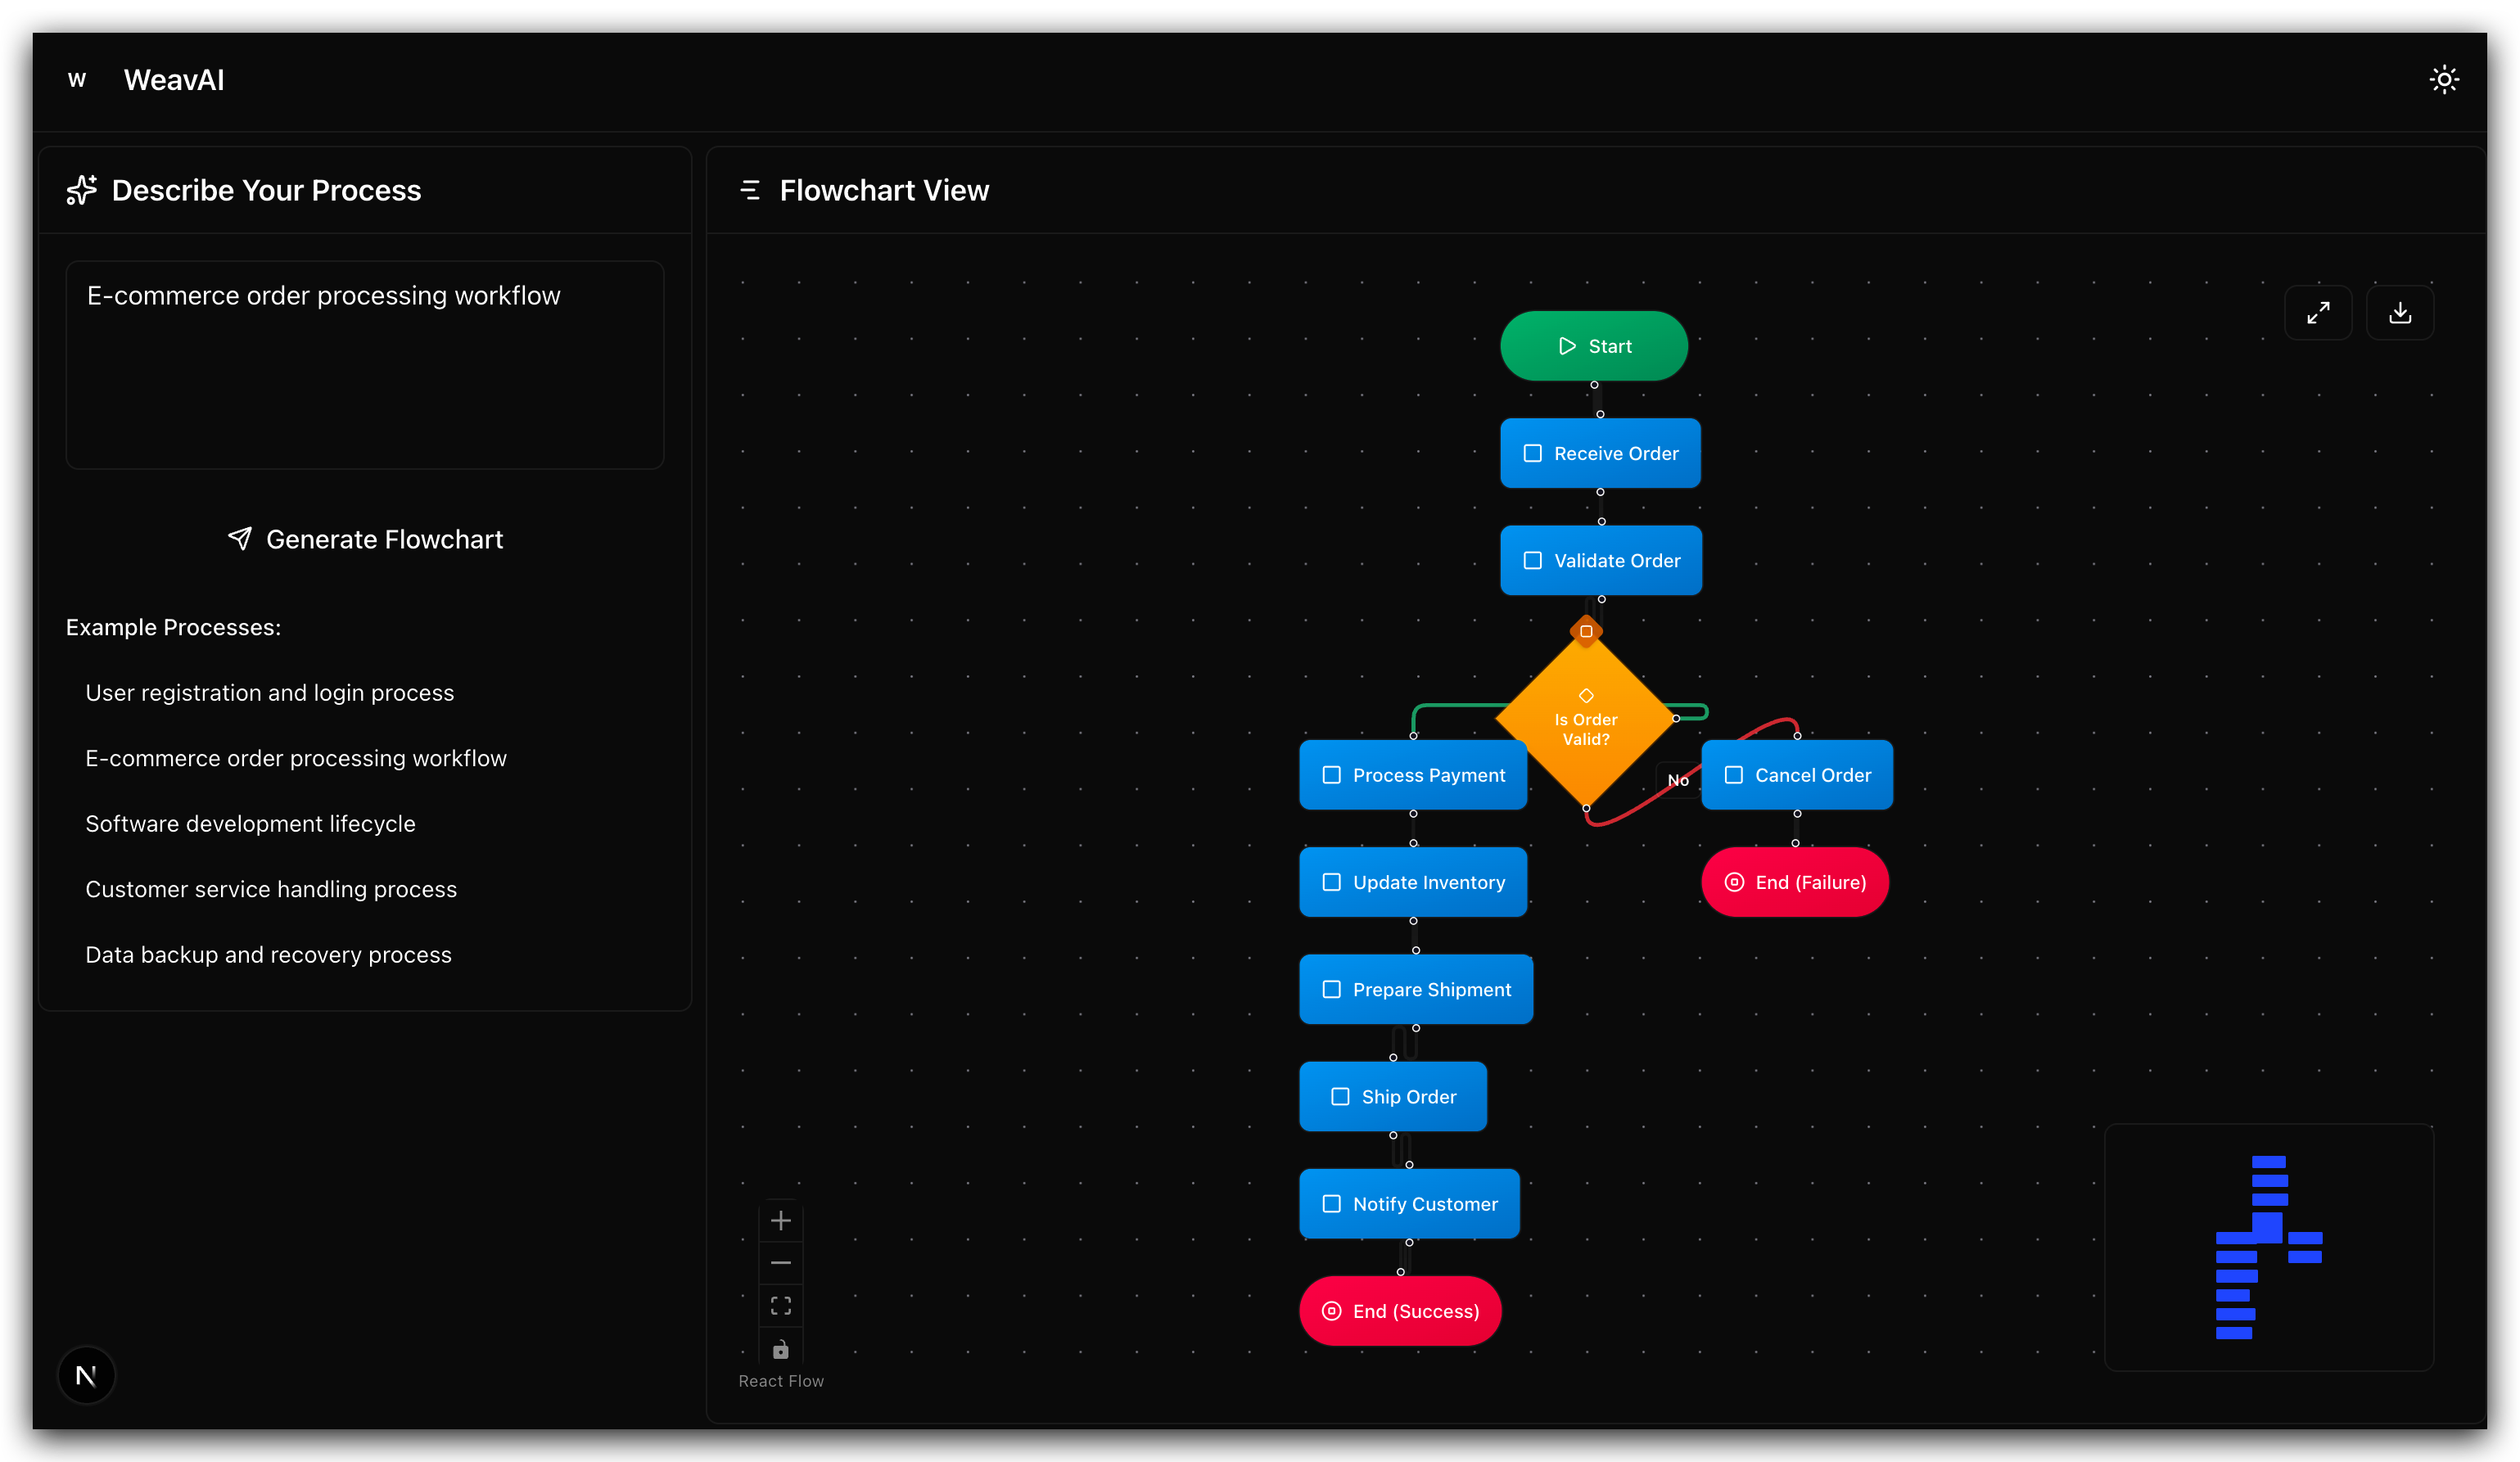 W
WeavAI
Describe Your Process
E-commerce order processing workflow
Generate Flowchart
Example Processes:
User registration and login process
E-commerce order processing workflow
Software development lifecycle
Customer service handling process
Data backup and recovery process
N
Flowchart View
Start
Receive Order
Validate Order
Is Order
Valid?
No
Process Payment
Cancel Order
Update Inventory
End (Failure)
Prepare Shipment
Ship Order
Notify Customer
End (Success)
React Flow